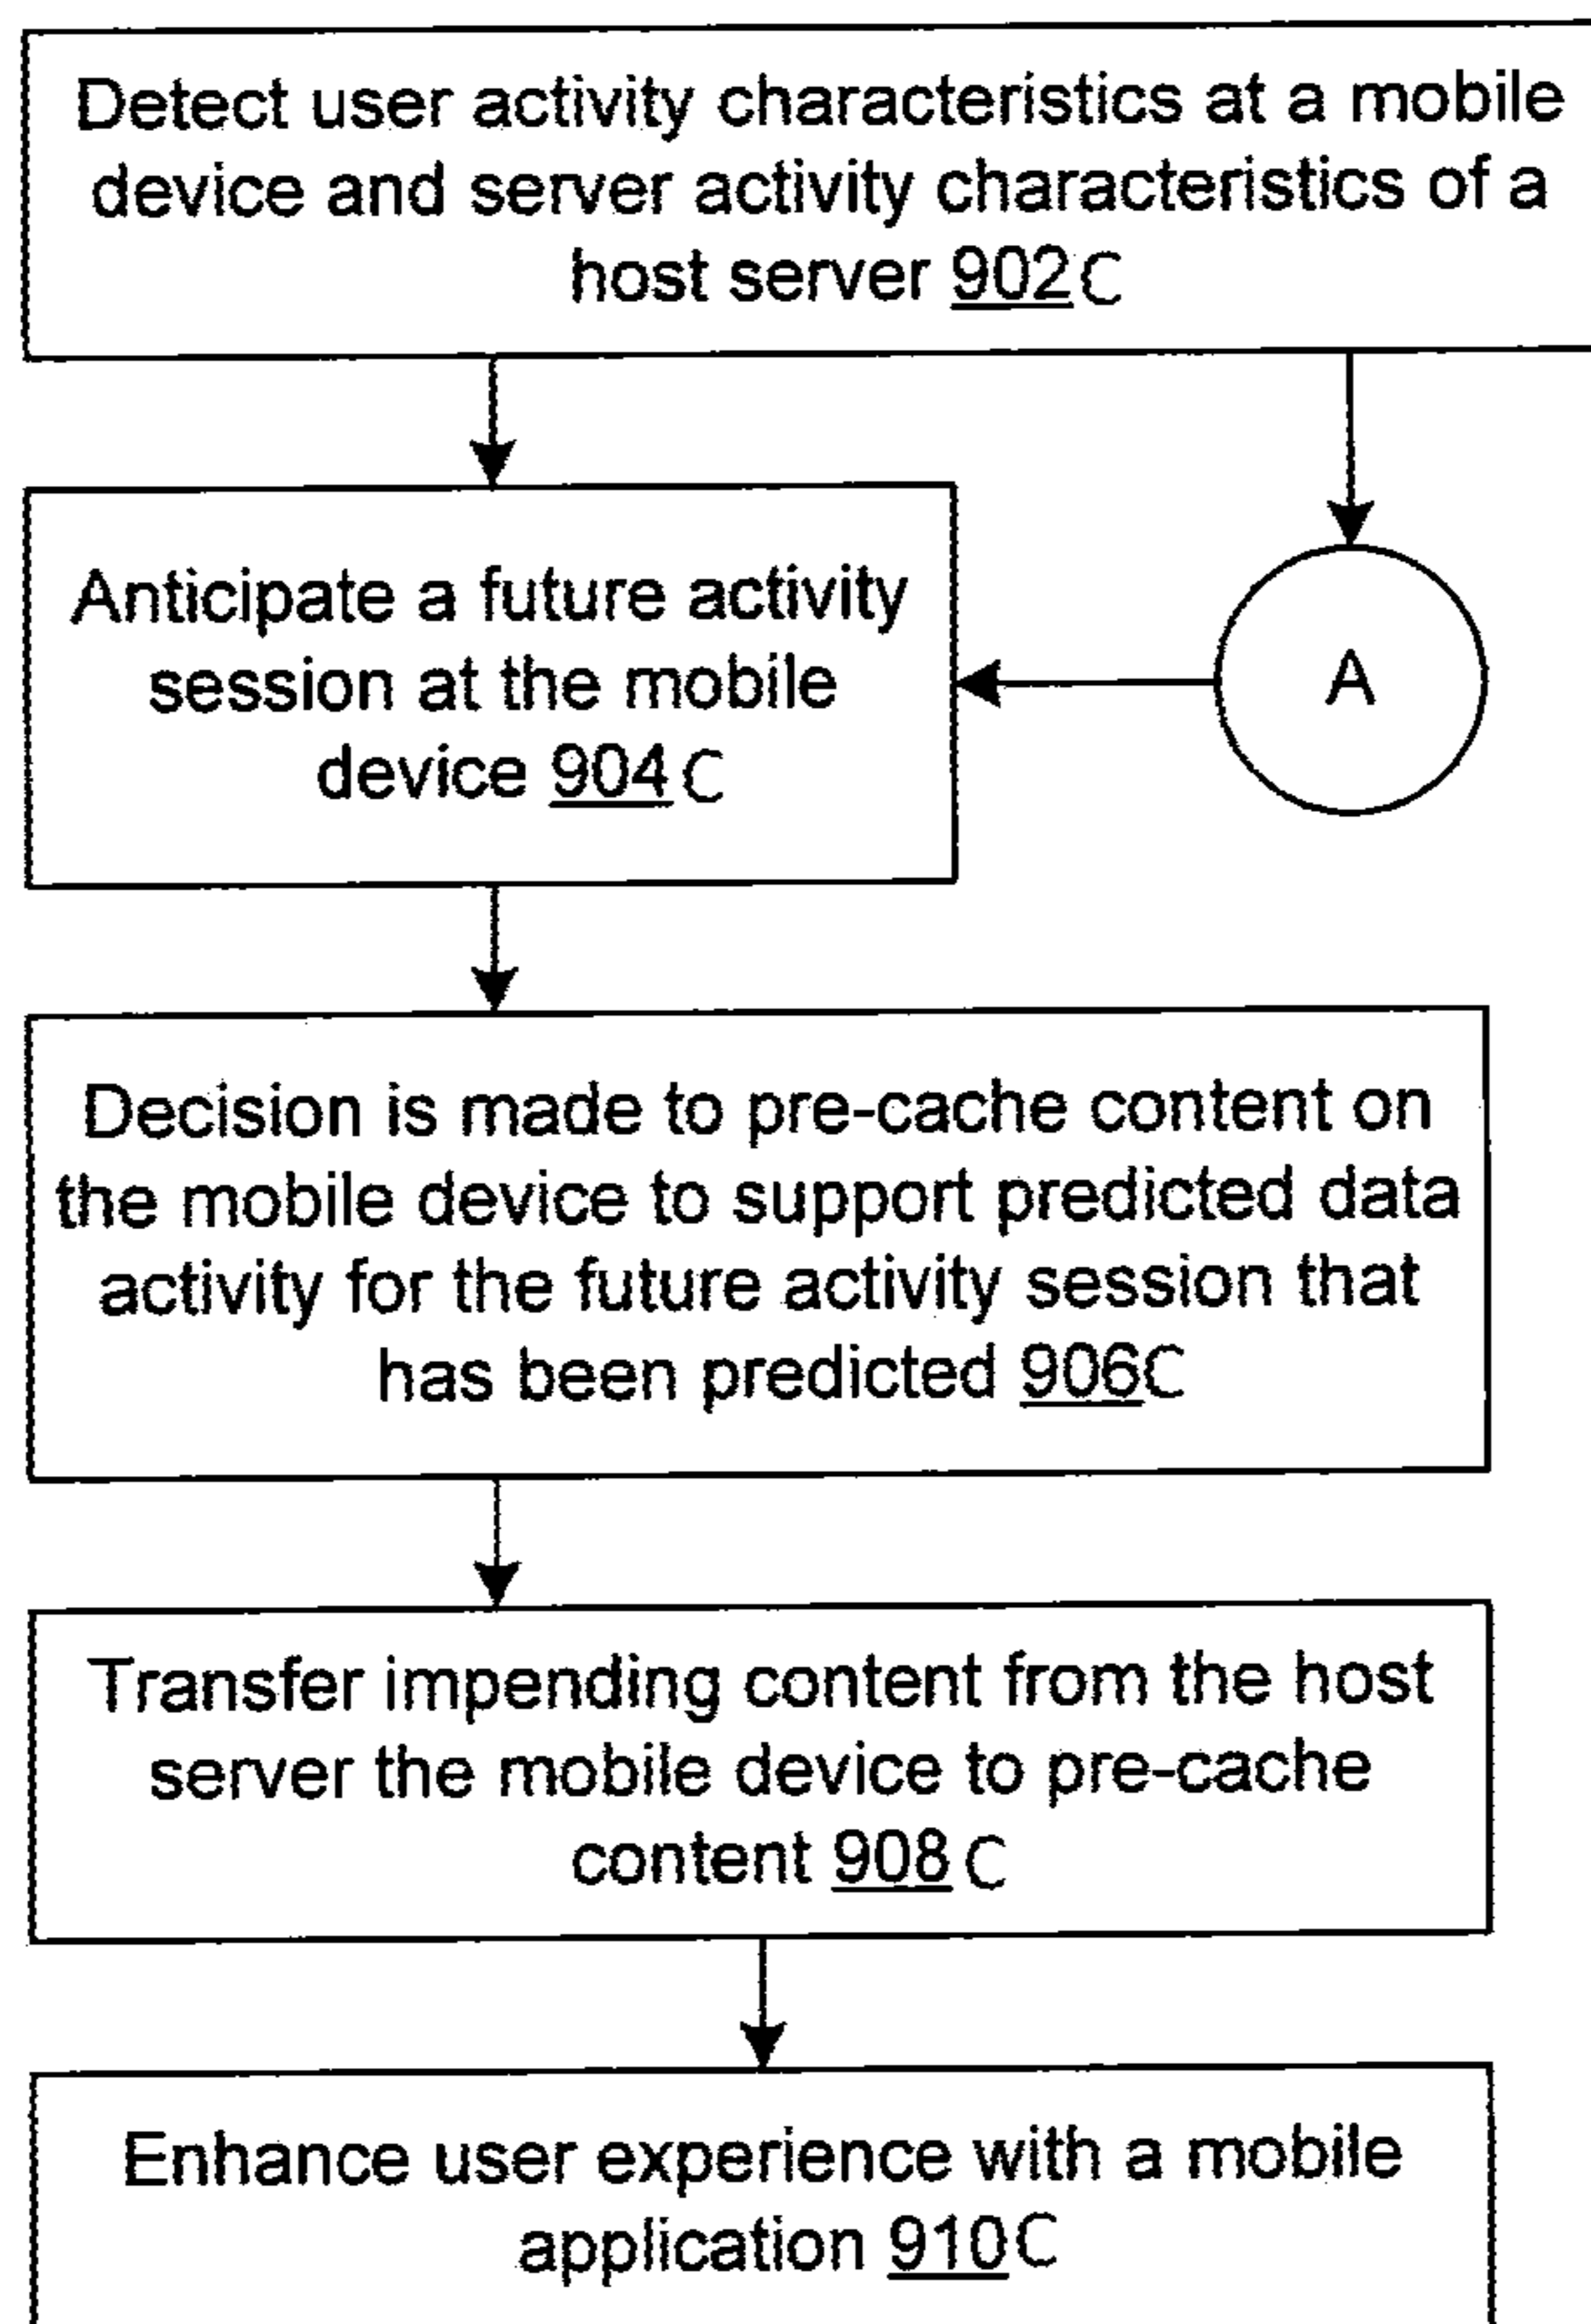 Detect user activity characteristics at a mobile
device and server activity characteristics of a
host server 902C
Anticipate a future activity
session at the mobile
device 904C
A
Decision is made to pre-cache content on
the mobile device to support predicted data
activity for the future activity session that
has been predicted 906C
Transfer impending content from the host
server the mobile device to pre-cache
content 908C
Enhance user experience with a mobile
application 910C